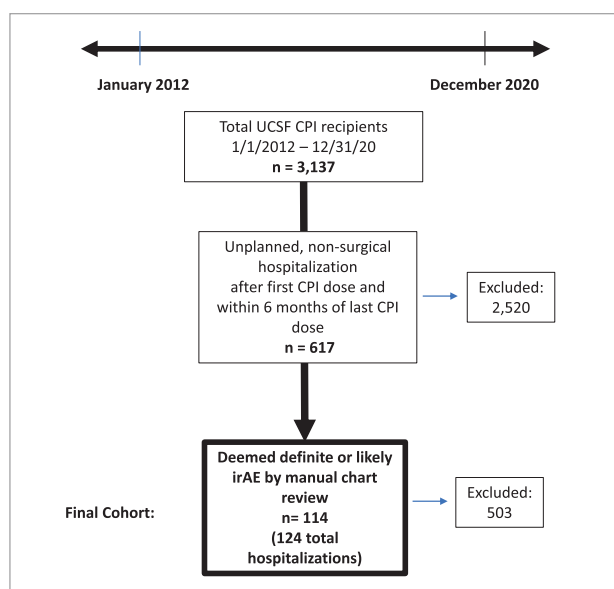 January 2012
December 2020
Total UCSF CPI recipients
1/1/2012 – 12/31/20
n = 3,137
Unplanned, non-surgical
hospitalization
after first CPI dose and
within 6 months of last CPI
dose
n = 617
Excluded:
2,520
Deemed definite or likely
irAE by manual chart
review
n= 114
(124 total
hospitalizations)
Final Cohort:
Excluded:
503